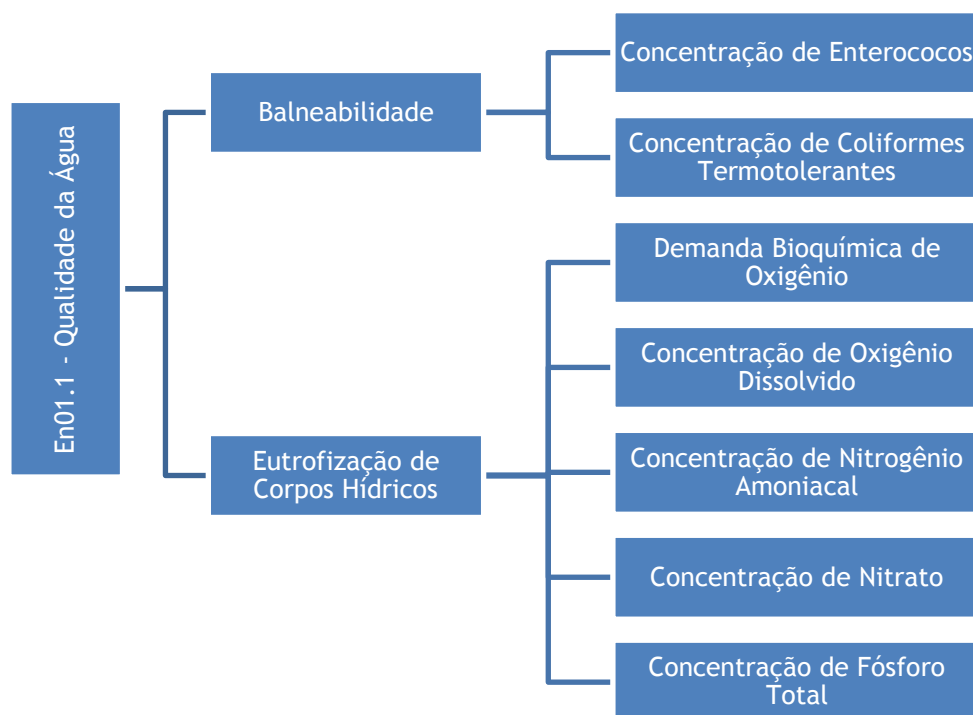 En01.1 - Qualidade da Água
Balneabilidade
Concentração de Enterococos
Concentração de Coliformes
Termotolerantes
Eutrofização de
Corpos Hídricos
Demanda Bioquímica de
Oxigênio
Concentração de Oxigênio
Dissolvido
Concentração de Nitrogênio
Amoniacal
Concentração de Nitrato
Concentração de Fósforo
Total